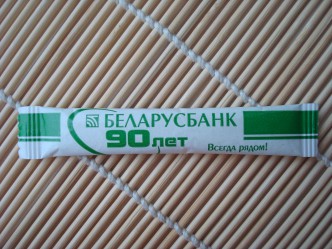 БЕЛАРУСБАНК
90 лет
Всегда рядом!